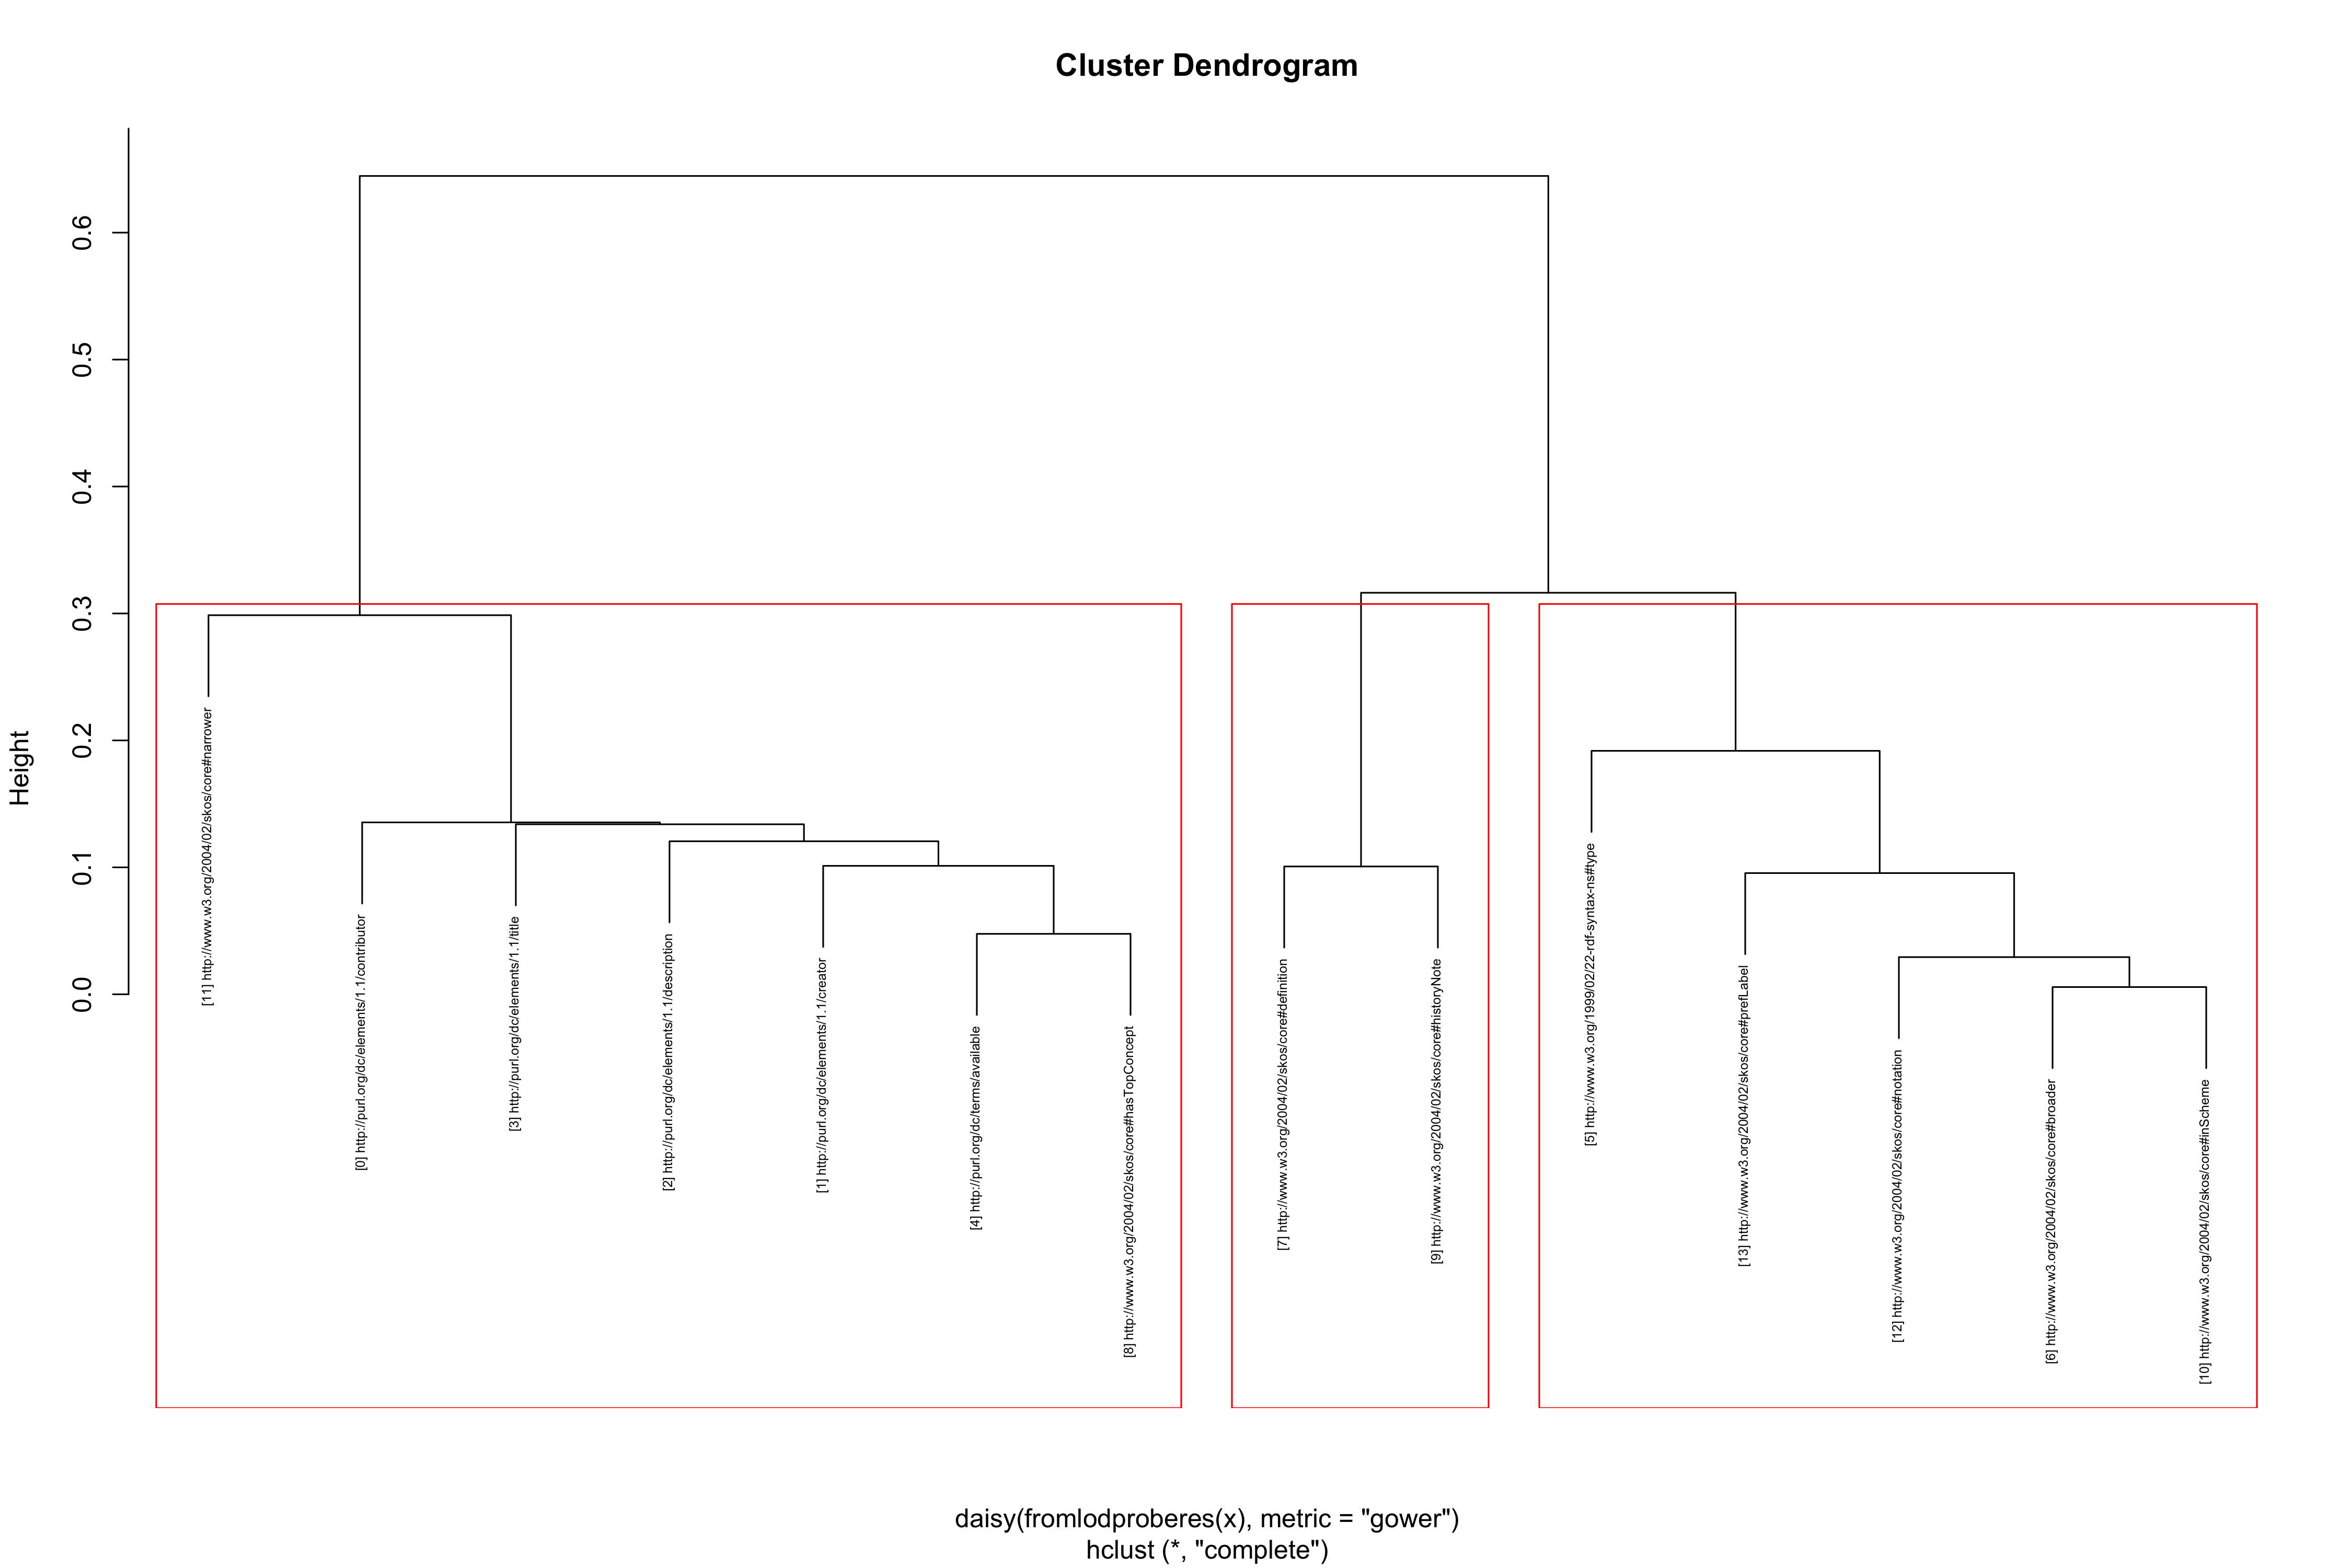 Cluster Dendrogram
Height
0.6
0.5
0.4
0.3
0.2
0.1
0.0
[11] http://www.w3.org/2004/02/skos/core#narrower
[0] http://purl.org/dc/elements/1.1/contributor
[3] http://purl.org/dc/elements/1.1/title
[2] http://purl.org/dc/elements/1.1/description
[1] http://purl.org/dc/elements/1.1/creator
[4] http://purl.org/dc/terms/available
[8] http://www.w3.org/2004/02/skos/core#hasTopConcept
[7] http://www.w3.org/2004/02/skos/core#definition
[9] http://www.w3.org/2004/02/skos/core#historyNote
[5] http://www.w3.org/1999/02/22-rdf-syntax-ns#type
[13] http://www.w3.org/2004/02/skos/core#prefLabel
[12] http://www.w3.org/2004/02/skos/core#notation
[6] http://www.w3.org/2004/02/skos/core#broader
[10] http://www.w3.org/2004/02/skos/core#inScheme
daisy(fromlodproberes(x), metric = "gower")
hclust (*, "complete")